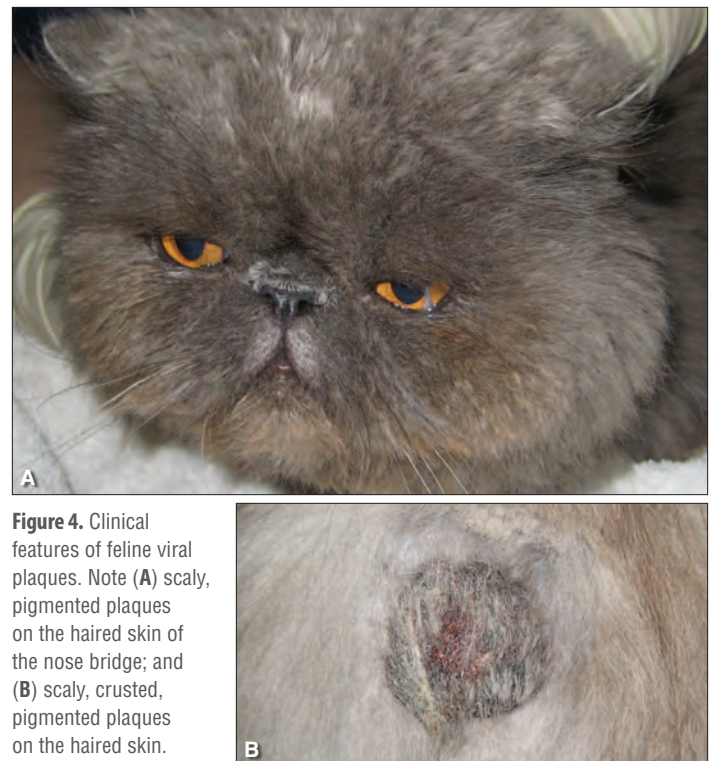 A
Figure 4. Clinical
features of feline viral
plaques. Note (A) scaly,
pigmented plaques
on the haired skin of
the nose bridge; and
(B) scaly, crusted,
pigmented plaques
on the haired skin.
B